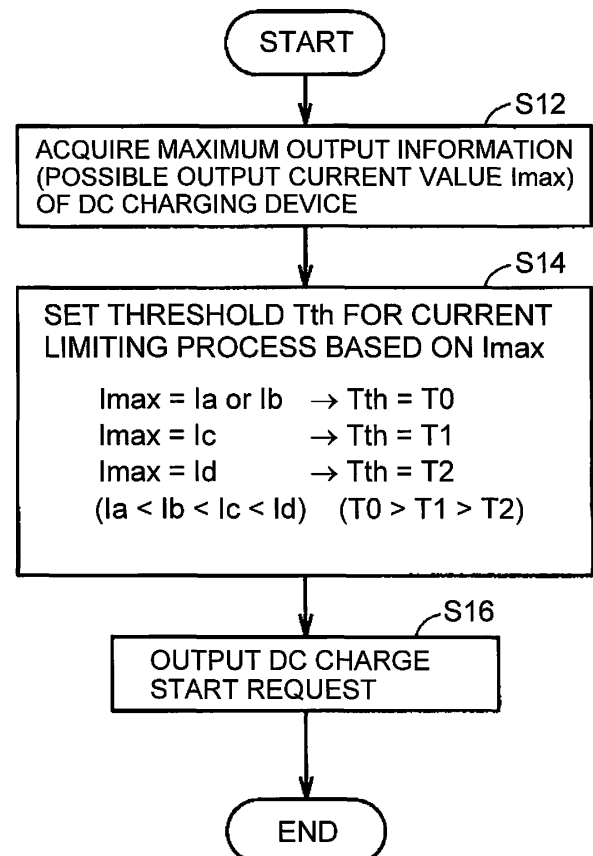 START
S12
ACQUIRE MAXIMUM OUTPUT INFORMATION
(POSSIBLE OUTPUT CURRENT VALUE Imax)
OF DC CHARGING DEVICE
S14
SET THRESHOLD Tth FOR CURRENT
LIMITING PROCESS BASED ON Imax
Imax = Ia or Ib → Tth = T0
Imax = Ic → Tth = T1
Imax = Id → Tth = T2
(Ia < Ib < Ic < Id) (T0 > T1 > T2)
S16
OUTPUT DC CHARGE
START REQUEST
END